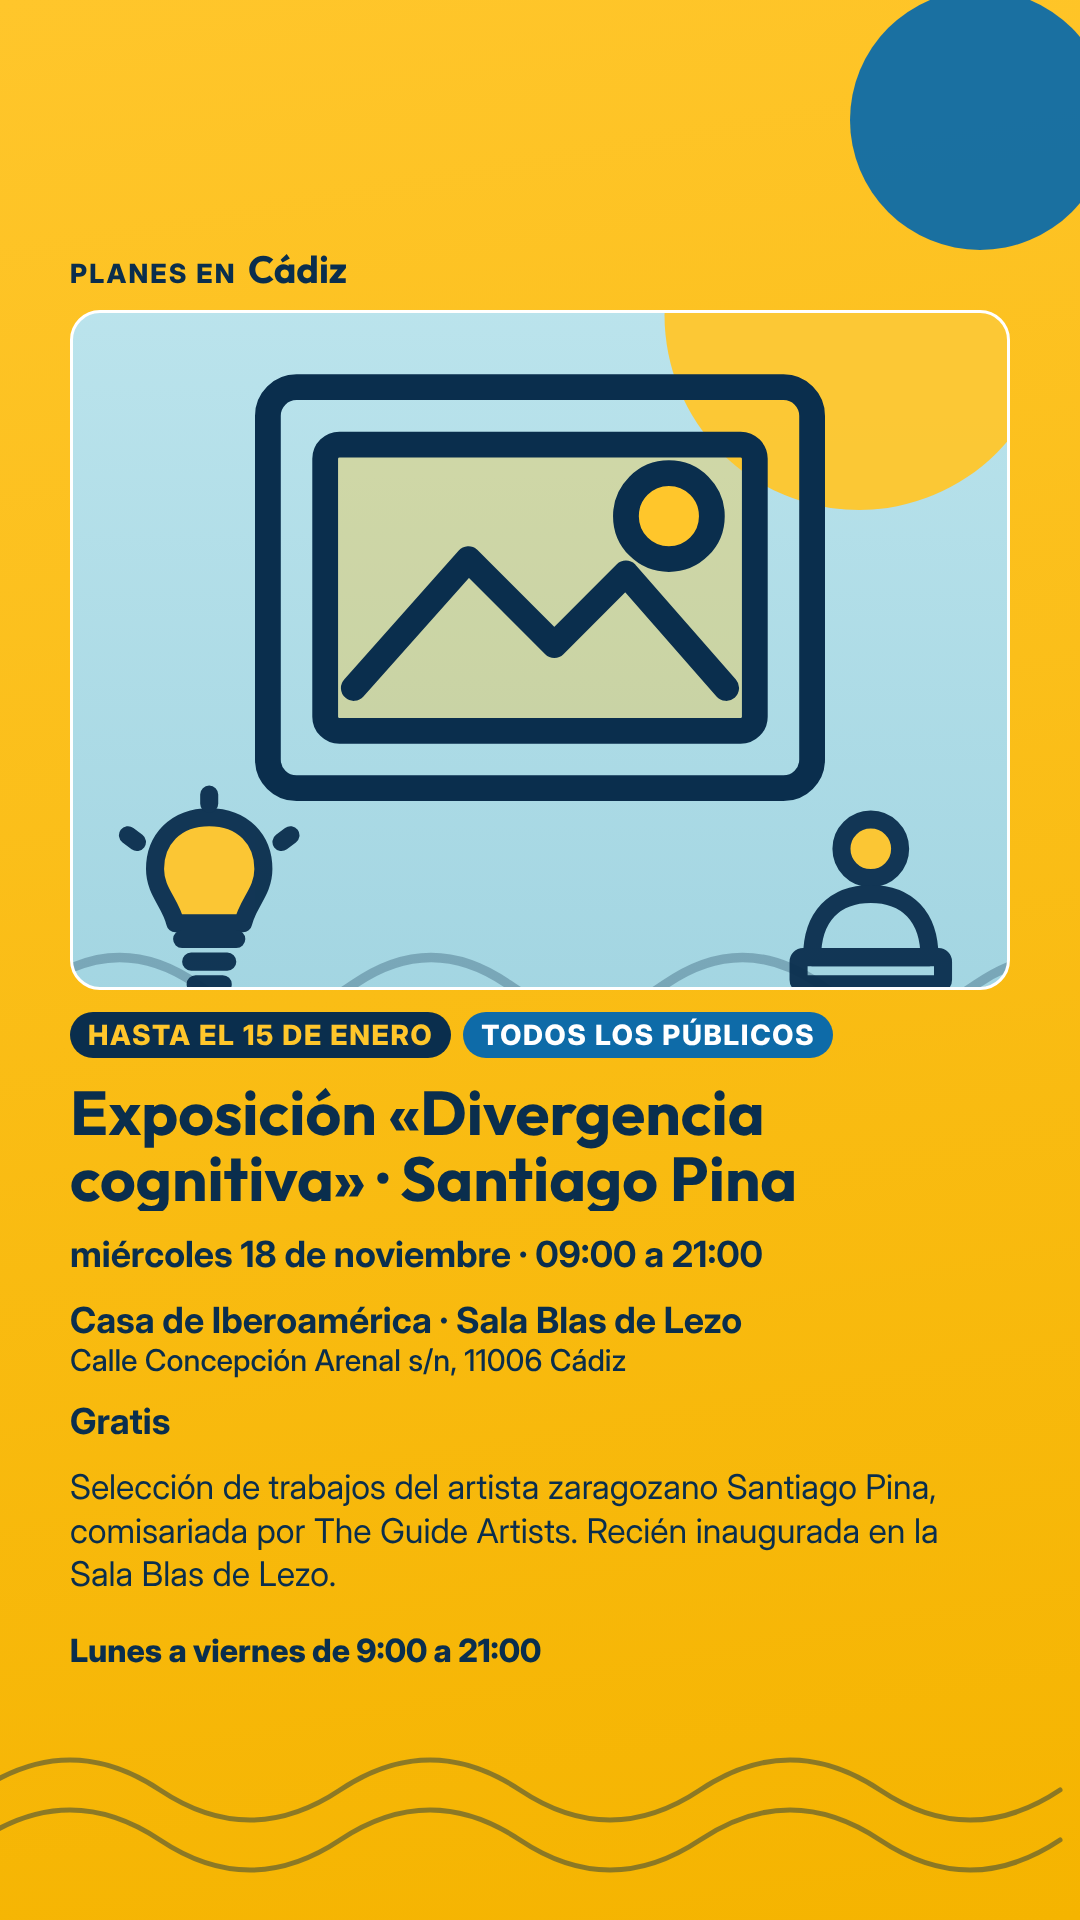 PLANES EN Cádiz
HASTA EL 15 DE ENERO
TODOS LOS PÚBLICOS
Exposición «Divergencia
cognitiva» · Santiago Pina
miércoles 18 de noviembre · 09:00 a 21:00
Casa de Iberoamérica · Sala Blas de Lezo
Calle Concepción Arenal s/n, 11006 Cádiz
Gratis
Selección de trabajos del artista zaragozano Santiago Pina,
comisariada por The Guide Artists. Recién inaugurada en la
Sala Blas de Lezo.
Lunes a viernes de 9:00 a 21:00